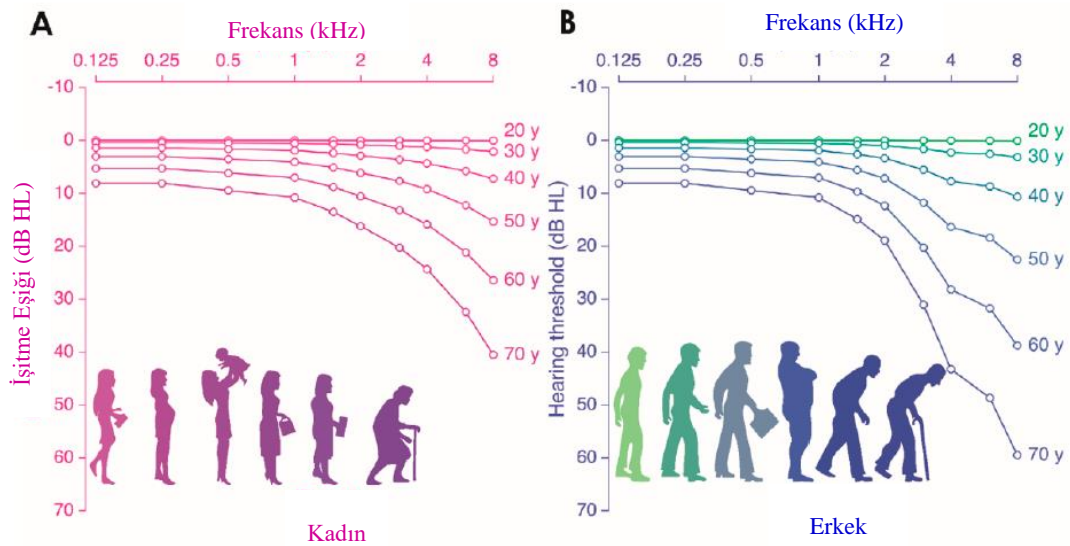 A
Frekans (kHz)
0.125 0.25 0.5 1 2 4 8
-10
0
10
20
30
40
50
60
70
İşitme Eşiği (dB HL)
20 y
30 y
40 y
50 y
60 y
70 y
Kadın
B
Frekans (kHz)
0.125 0.25 0.5 1 2 4 8
-10
0
10
20
30
40
50
60
70
Hearing threshold (dB HL)
20 y
30 y
40 y
50 y
60 y
70 y
Erkek